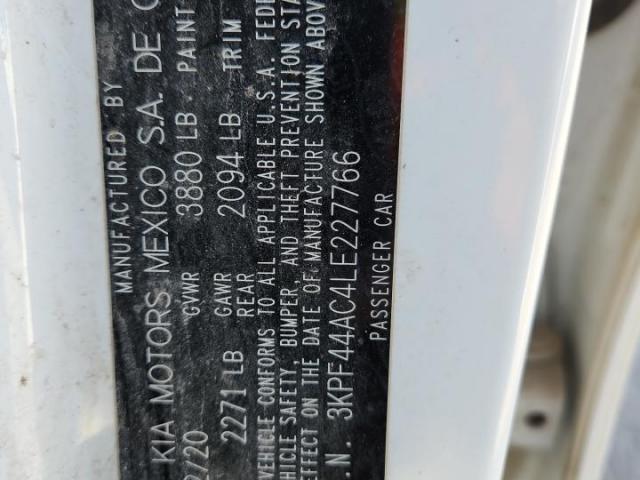 MANUFACTURED BY
KIA MOTORS MEXICO S.A. DE C
2/20 GVWR 3880 LB PAINT
GAWR
2271 LB REAR 2094 LB TRIM
VEHICLE CONFORMS TO ALL APPLICABLE U.S.A. FEDE
HICLE SAFETY, BUMPER, AND THEFT PREVENTION STA
EFFECT ON THE DATE OF MANUFACTURE SHOWN ABOVE
.N. 3KPF44AC4LE227766
PASSENGER CAR